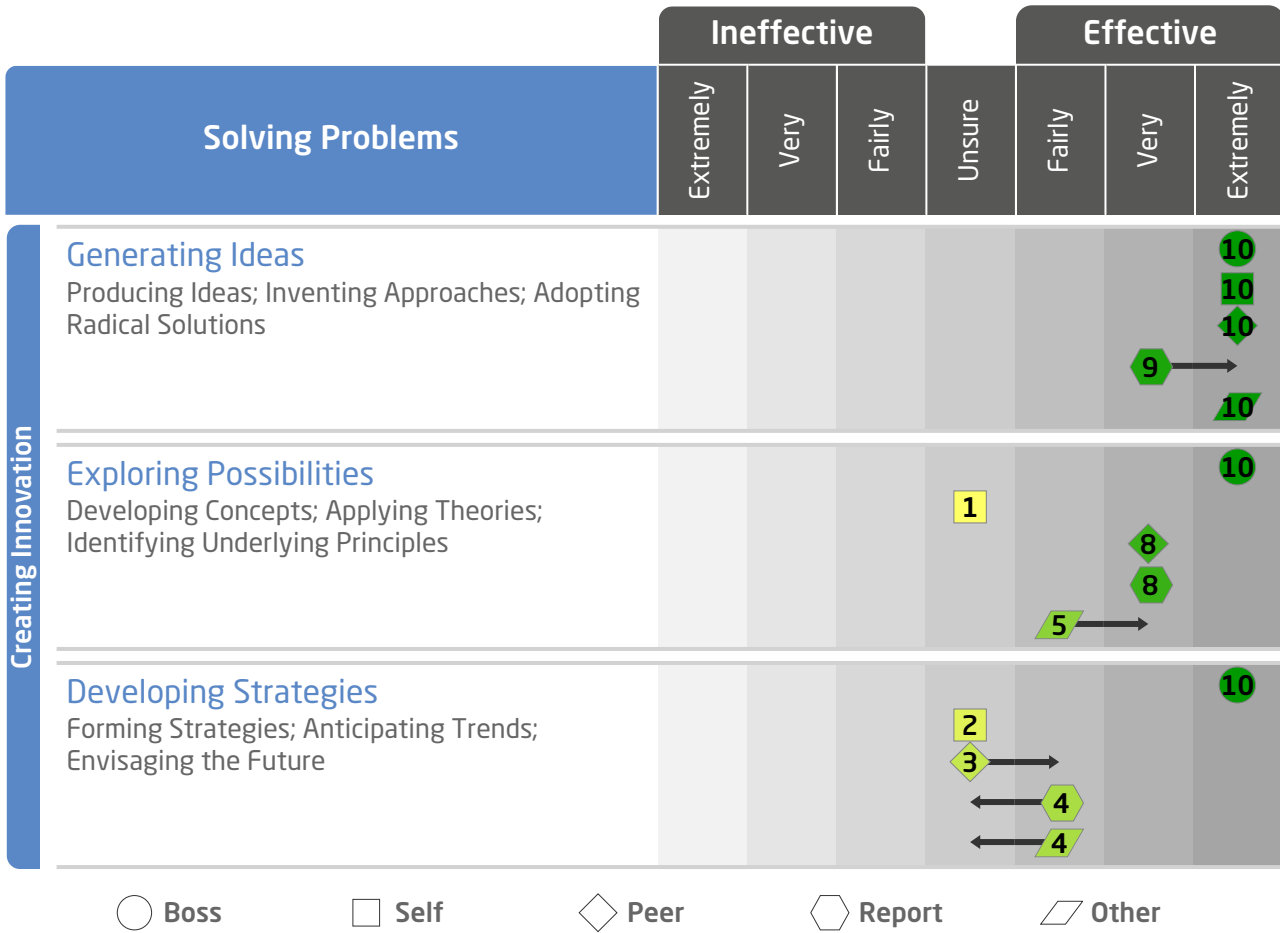 Ineffective
Effective
Solving Problems
Extremely
Very
Fairly
Unsure
Fairly
Very
Extremely
Creating Innovation
Generating Ideas
Producing Ideas; Inventing Approaches; Adopting
Radical Solutions
10
10
10
9
10
Exploring Possibilities
Developing Concepts; Applying Theories;
Identifying Underlying Principles
10
1
8
8
5
Developing Strategies
Forming Strategies; Anticipating Trends;
Envisaging the Future
10
2
3
4
4
Boss
Self
Peer
Report
Other